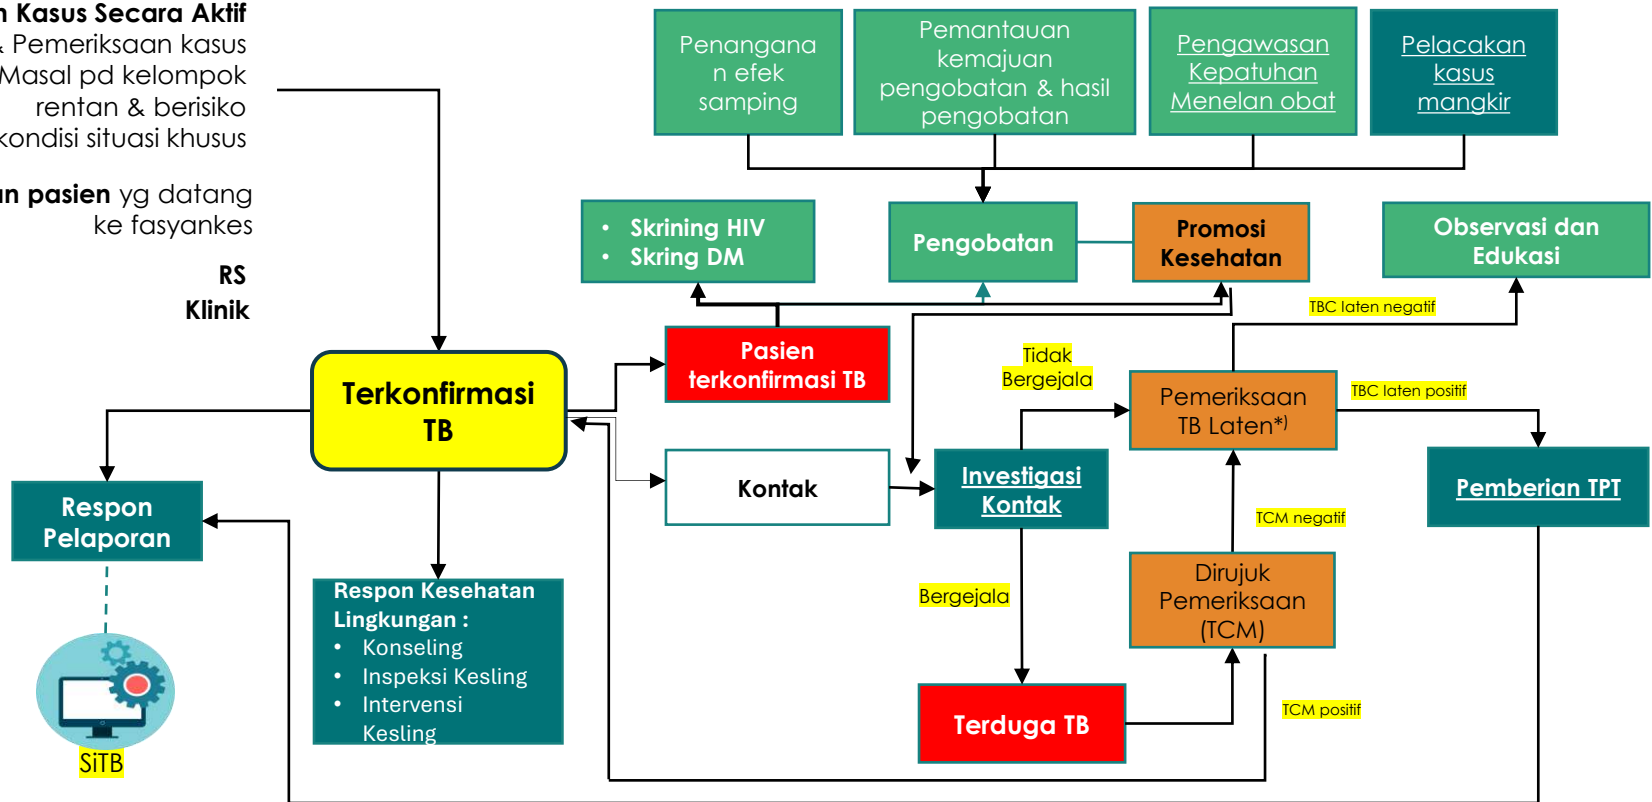 n Kasus Secara Aktif
& Pemeriksaan kasus
Masal pd kelompok
rentan & berisiko
kondisi situasi khusus
an pasien yg datang
ke fasyankes
RS
Klinik
Penangana
n efek
samping
Pemantauan
kemajuan
pengobatan & hasil
pengobatan
Pengawasan
Kepatuhan
Menelan obat
Pelacakan
kasus
mangkir
• Skrining HIV
• Skring DM
Pengobatan
Promosi
Kesehatan
Observasi dan
Edukasi
TBC laten negatif
Terkonfirmasi
TB
Pasien
terkonfirmasi TB
Tidak
Bergejala
Pemeriksaan
TB Laten*)
TBC laten positif
Respon
Pelaporan
Kontak
Investigasi
Kontak
Pemberian TPT
TCM negatif
Bergejala
Dirujuk
Pemeriksaan
(TCM)
Respon Kesehatan
Lingkungan :
• Konseling
• Inspeksi Kesling
• Intervensi
Kesling
Terduga TB
TCM positif
SiTB